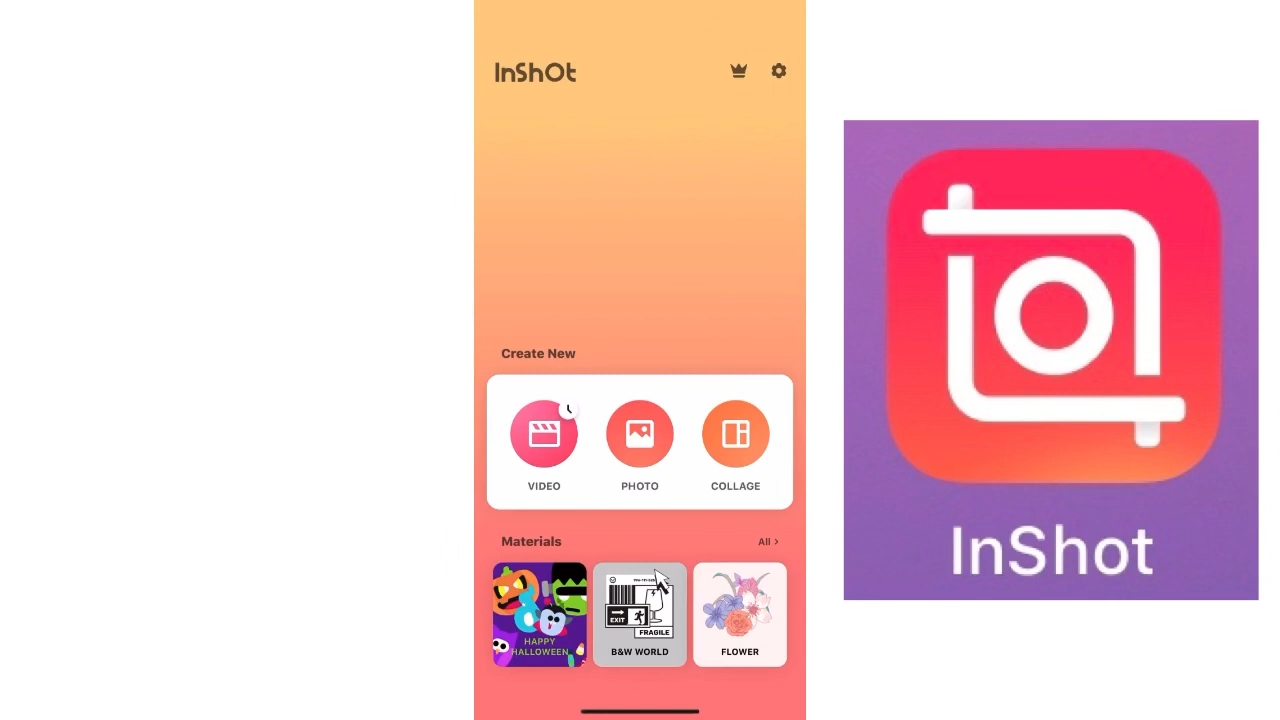 InShOt
Create New
VIDEO
PHOTO
COLLAGE
Materials
All >
HAPPY
HALLOWEEN
EXIT
FRAGILE
B&W WORLD
FLOWER
InShot